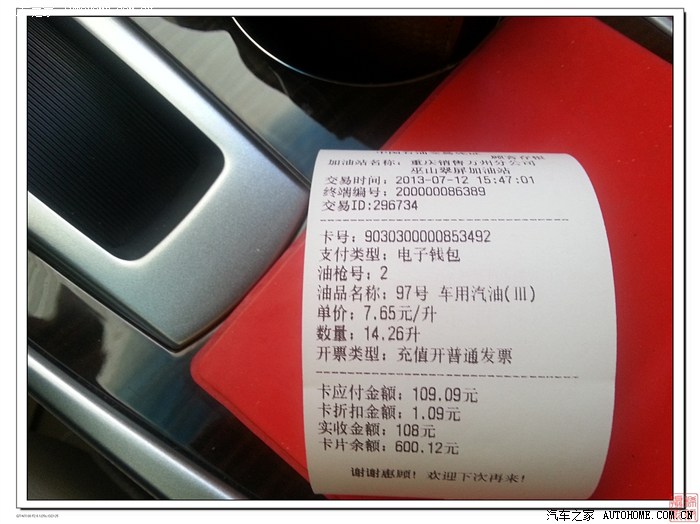 顾客存根
加油站名称: 重庆销售万州分公司
巫山翠屏加油站
交易时间: 2013-07-12 15:47:01
终端编号: 200000086389
交易ID:296734
卡号: 9030300000853492
支付类型: 电子钱包
油枪号: 2
油品名称: 97号 车用汽油(Ⅲ)
单价: 7.65元/升
数量: 14.26升
开票类型: 充值开普通发票
卡应付金额: 109.09元
卡折扣金额: 1.09元
实收金额: 108元
卡片余额: 600.12元
谢谢惠顾! 欢迎下次再来!
汽车之家 AUTOHOME.COM.CN